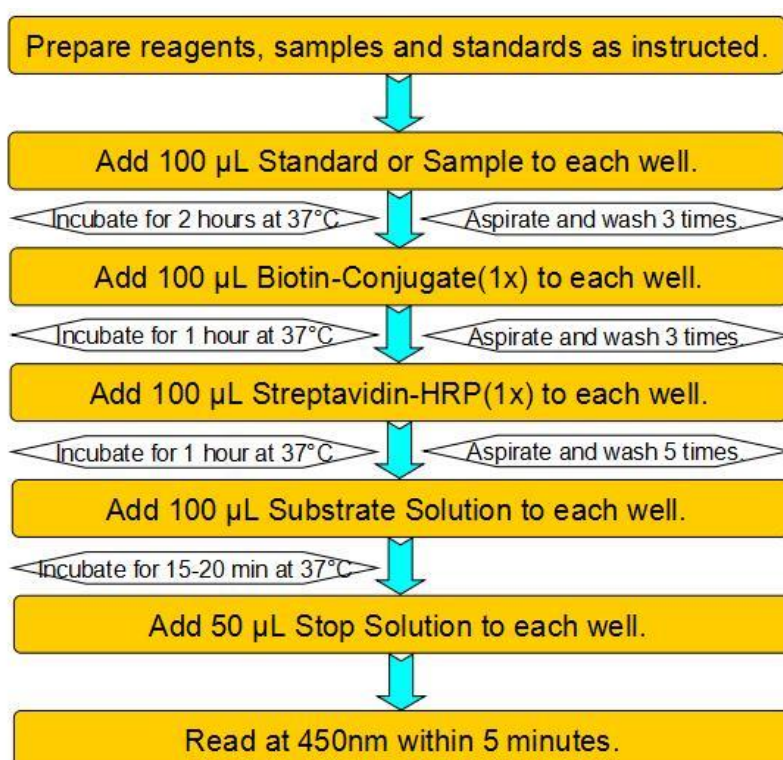 Prepare reagents, samples and standards as instructed.
Add 100 µL Standard or Sample to each well.
Incubate for 2 hours at 37°C
Aspirate and wash 3 times.
Add 100 µL Biotin-Conjugate(1x) to each well.
Incubate for 1 hour at 37°C
Aspirate and wash 3 times.
Add 100 µL Streptavidin-HRP(1x) to each well.
Incubate for 1 hour at 37°C
Aspirate and wash 5 times.
Add 100 µL Substrate Solution to each well.
Incubate for 15-20 min at 37°C
Add 50 µL Stop Solution to each well.
Read at 450nm within 5 minutes.